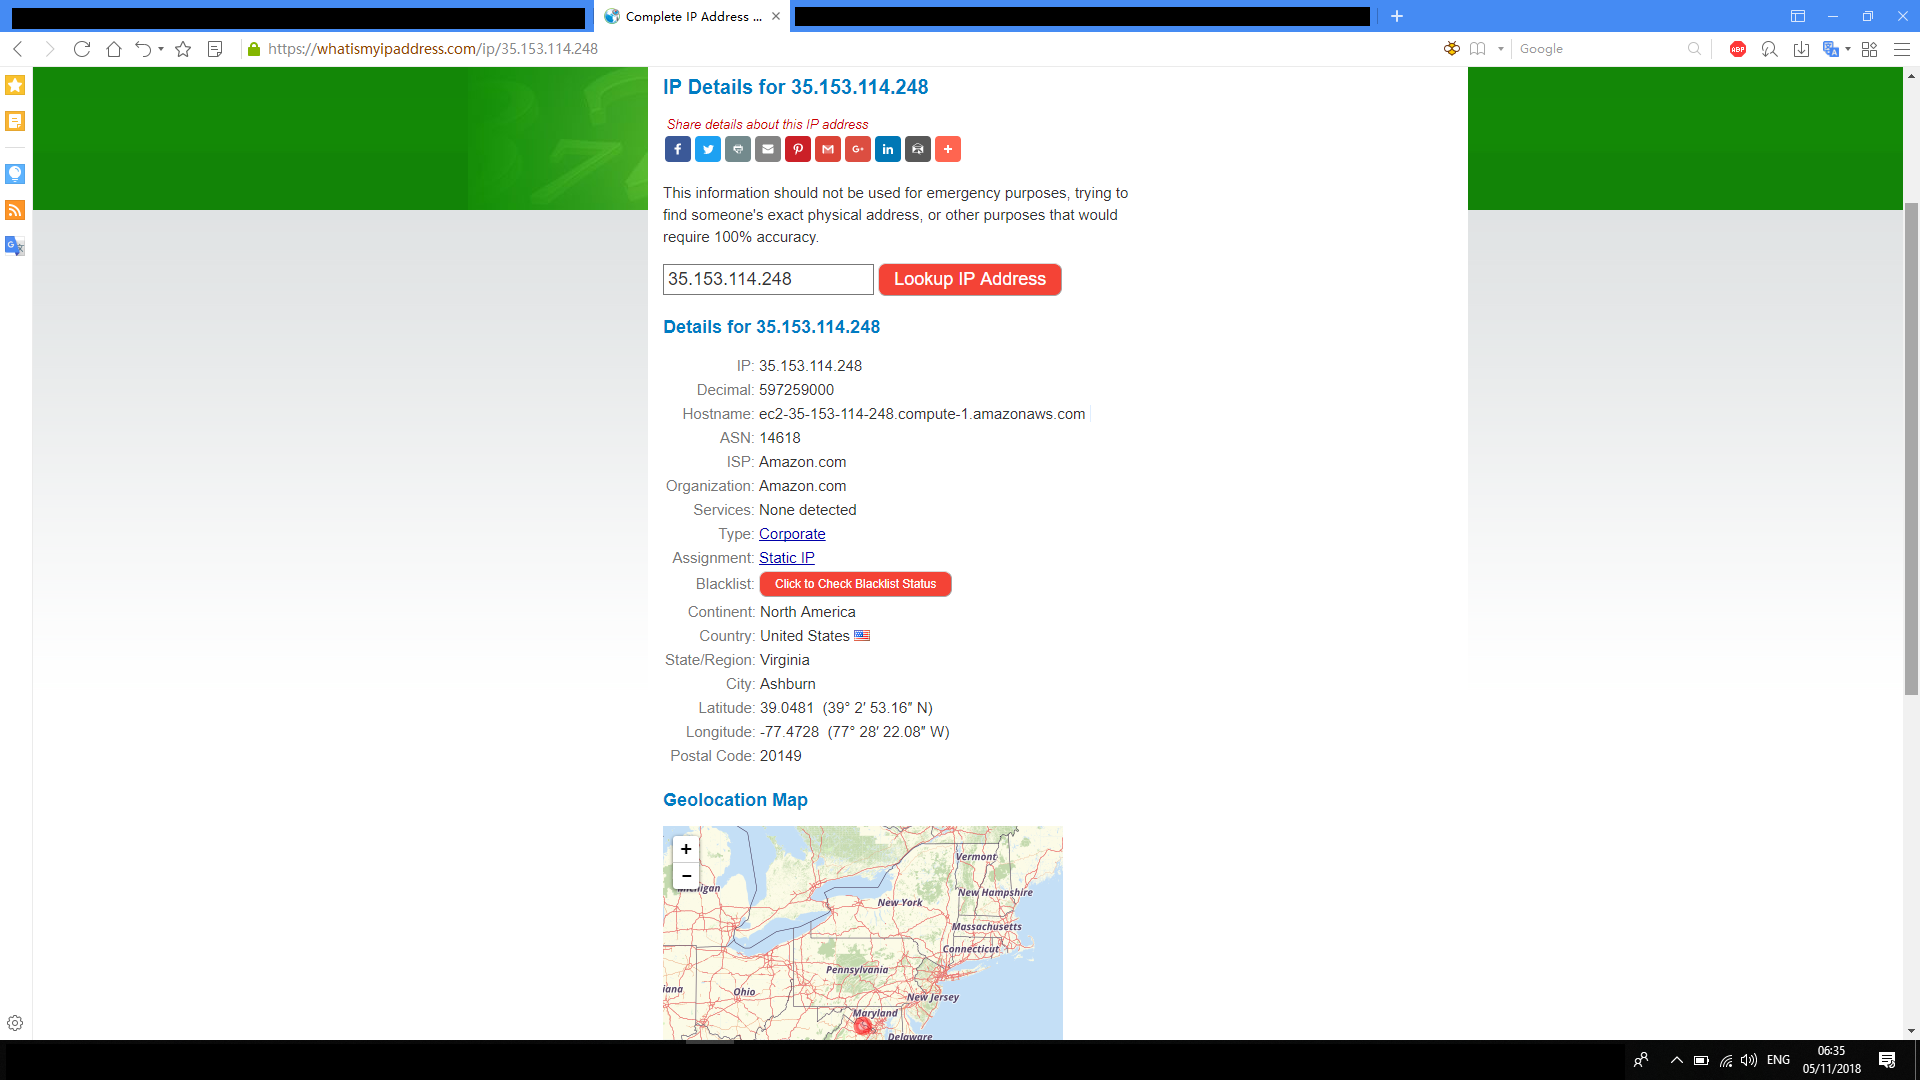 Complete IP Address ...
https://whatismyipaddress.com/ip/35.153.114.248
Google
ABP
IP Details for 35.153.114.248
Share details about this IP address
This information should not be used for emergency purposes, trying to
find someone's exact physical address, or other purposes that would
require 100% accuracy.
35.153.114.248
Lookup IP Address
Details for 35.153.114.248
IP: 35.153.114.248
Decimal: 597259000
Hostname: ec2-35-153-114-248.compute-1.amazonaws.com
ASN: 14618
ISP: Amazon.com
Organization: Amazon.com
Services: None detected
Type: Corporate
Assignment: Static IP
Blacklist: Click to Check Blacklist Status
Continent: North America
Country: United States
State/Region: Virginia
City: Ashburn
Latitude: 39.0481 (39° 2′ 53.16″ N)
Longitude: -77.4728 (77° 28′ 22.08″ W)
Postal Code: 20149
Geolocation Map
+
−
Vermont
New Hampshire
New York
Massachusetts
Connecticut
Pennsylvania
iana
Ohio
New Jersey
Maryland
Delaware
ENG
06:35
05/11/2018